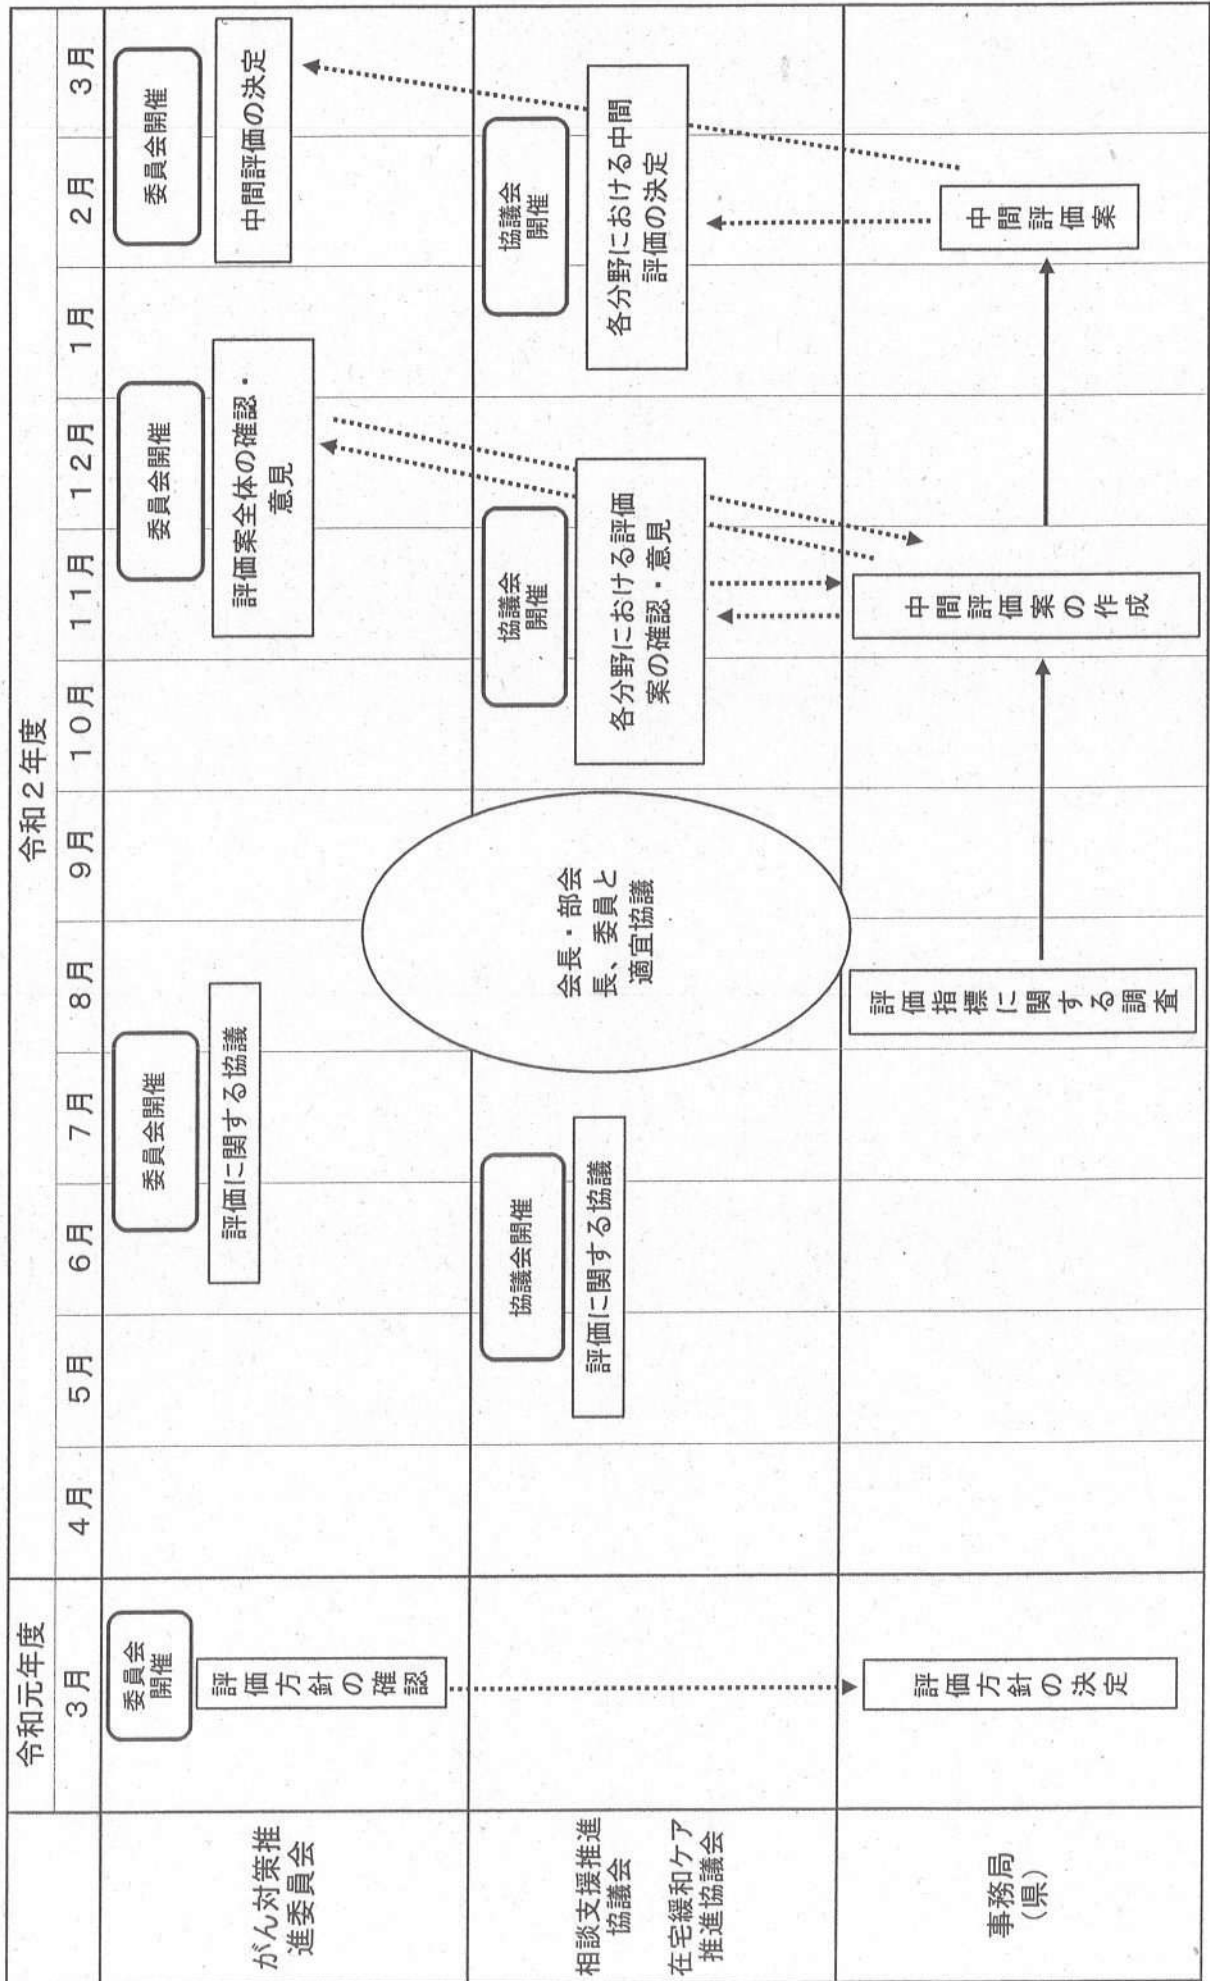 令和元年度
令和２年度
３月
４月
５月
６月
７月
８月
９月
１０月
１１月
１２月
１月
２月
３月
がん対策推
進委員会
委員会
開催
評価方針の確認
委員会開催
評価に関する協議
委員会開催
評価案全体の確認・
意見
委員会開催
中間評価の決定
相談支援推進
協議会
在宅緩和ケア
推進協議会
協議会開催
評価に関する協議
会長・部会
長、委員と
適宜協議
協議会
開催
各分野における評価
案の確認・意見
協議会
開催
各分野における中間
評価の決定
事務局
（県）
評価方針の決定
評価指標に関する調査
中間評価案の作成
中間評価案